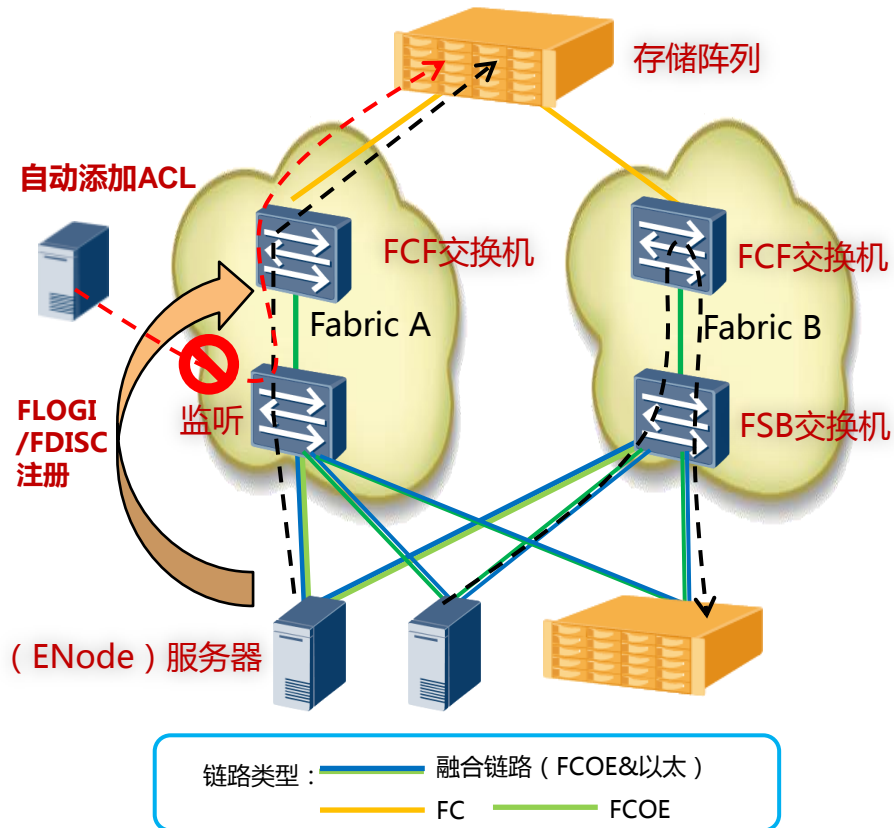 存储阵列
自动添加ACL
FCF交换机
FCF交换机
Fabric A
Fabric B
监听
FSB交换机
FLOGI
/FDISC
注册
（ENode）服务器
链路类型：
融合链路（FCOE&以太）
FC
FCOE